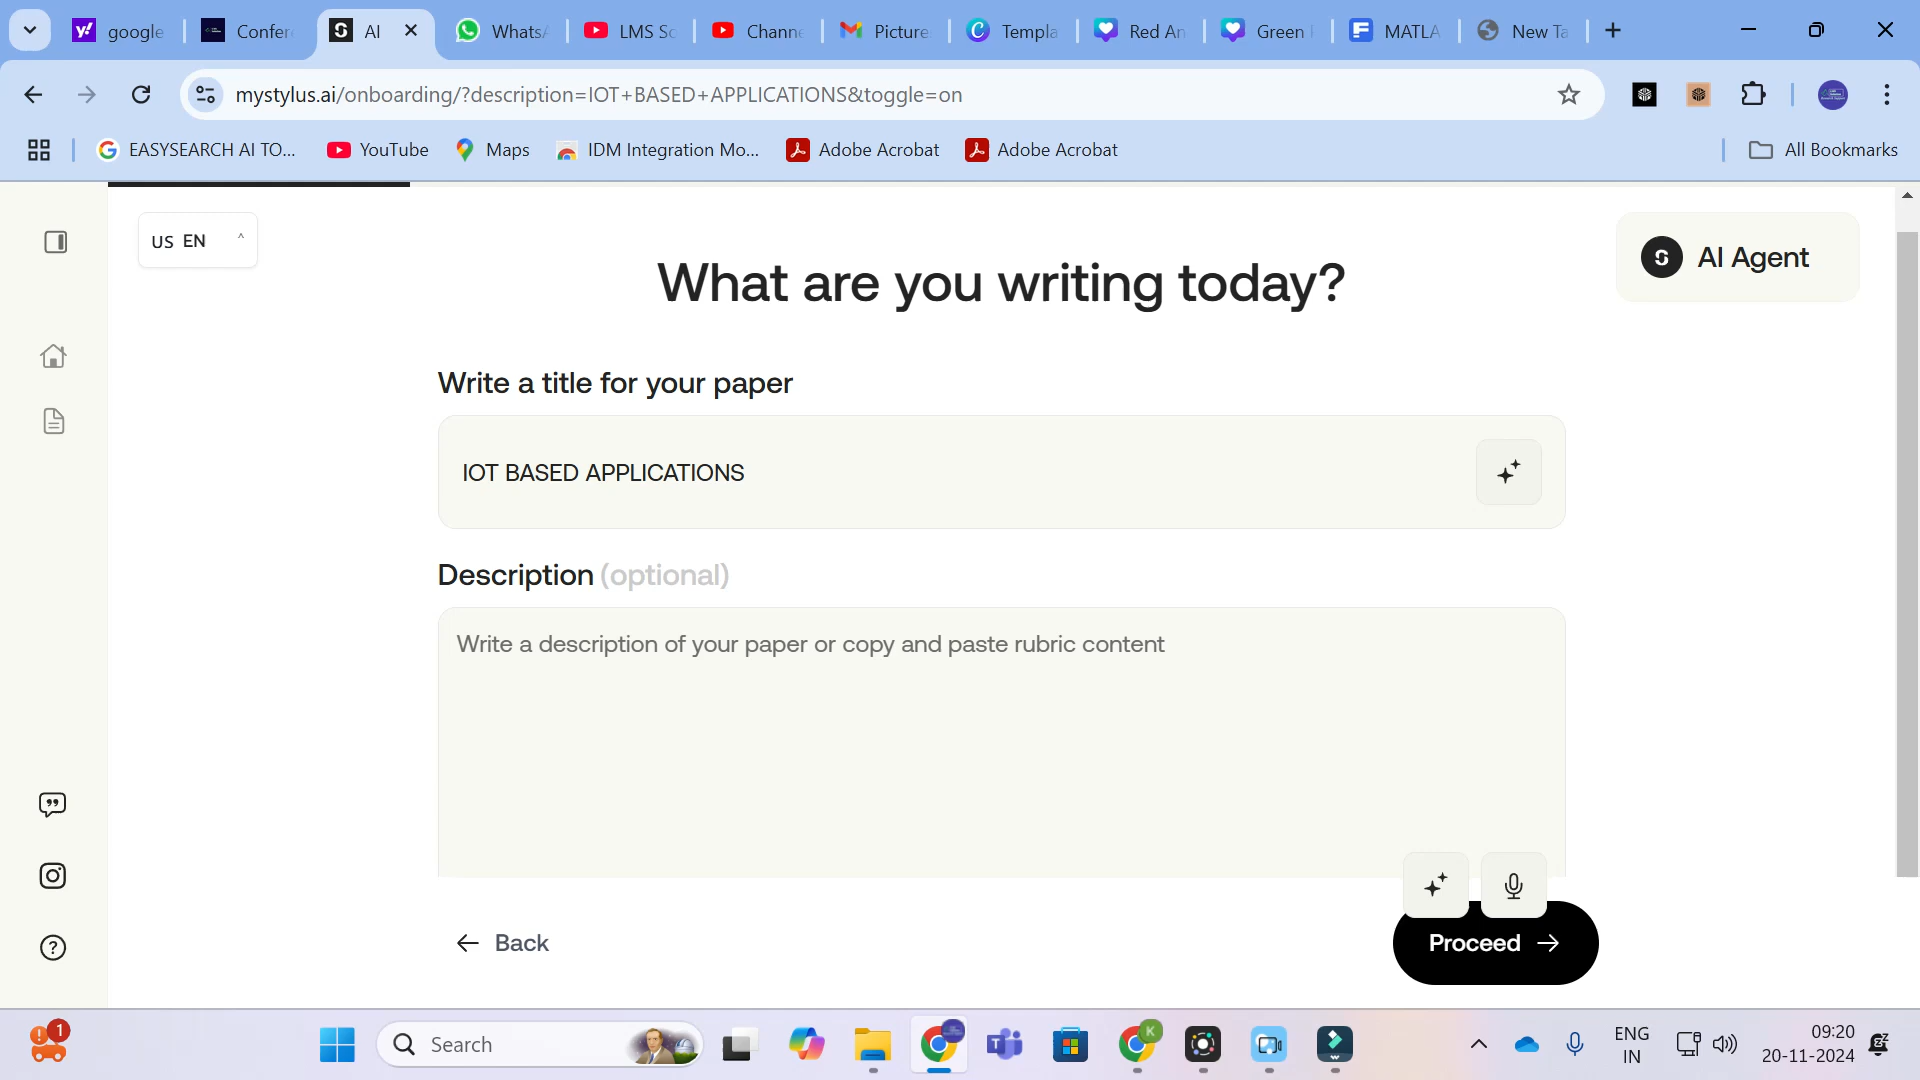 google
Confer
AI
WhatsA
LMS Sc
Channe
Picture
Templa
Red An
Green
MATLA
New Ta
mystylus.ai/onboarding/?description=IOT+BASED+APPLICATIONS&toggle=on
EASYSEARCH AI TO...
YouTube
Maps
IDM Integration Mo...
Adobe Acrobat
Adobe Acrobat
All Bookmarks
US EN
AI Agent
What are you writing today?
Write a title for your paper
IOT BASED APPLICATIONS
Description (optional)
Write a description of your paper or copy and paste rubric content
Back
Proceed
1
Search
ENG
IN
09:20
20-11-2024